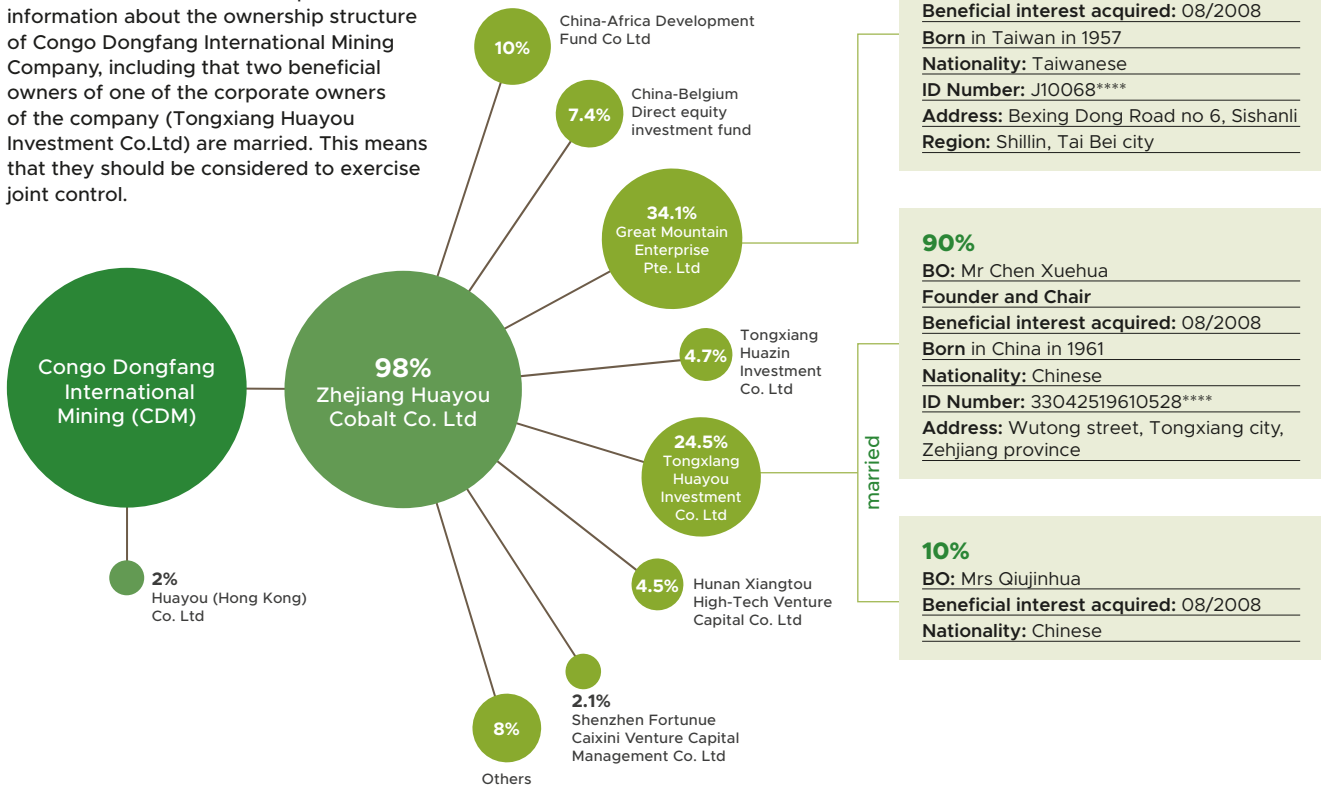 information about the ownership structure
of Congo Dongfang International Mining
Company, including that two beneficial
owners of one of the corporate owners
of the company (Tongxiang Huayou
Investment Co.Ltd) are married. This means
that they should be considered to exercise
joint control.
Congo Dongfang
International
Mining (CDM)
2%
Huayou (Hong Kong)
Co. Ltd
98%
Zhejiang Huayou
Cobalt Co. Ltd
10%
China-Africa Development
Fund Co Ltd
7.4%
China-Belgium
Direct equity
investment fund
34.1%
Great Mountain
Enterprise
Pte. Ltd
4.7%
Tongxiang
Huazin
Investment
Co. Ltd
24.5%
Tongxlang
Huayou
Investment
Co. Ltd
4.5%
Hunan Xiangtou
High-Tech Venture
Capital Co. Ltd
2.1%
Shenzhen Fortunue
Caixini Venture Capital
Management Co. Ltd
8%
Others
Beneficial interest acquired: 08/2008
Born in Taiwan in 1957
Nationality: Taiwanese
ID Number: J10068****
Address: Bexing Dong Road no 6, Sishanli
Region: Shillin, Tai Bei city
married
90%
BO: Mr Chen Xuehua
Founder and Chair
Beneficial interest acquired: 08/2008
Born in China in 1961
Nationality: Chinese
ID Number: 33042519610528****
Address: Wutong street, Tongxiang city,
Zehjiang province
10%
BO: Mrs Qiujinhua
Beneficial interest acquired: 08/2008
Nationality: Chinese